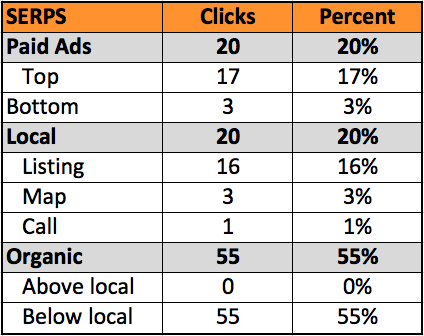 SERPS Clicks Percent
Paid Ads 20 20%
Top 17 17%
Bottom 3 3%
Local 20 20%
Listing 16 16%
Map 3 3%
Call 1 1%
Organic 55 55%
Above local 0 0%
Below local 55 55%